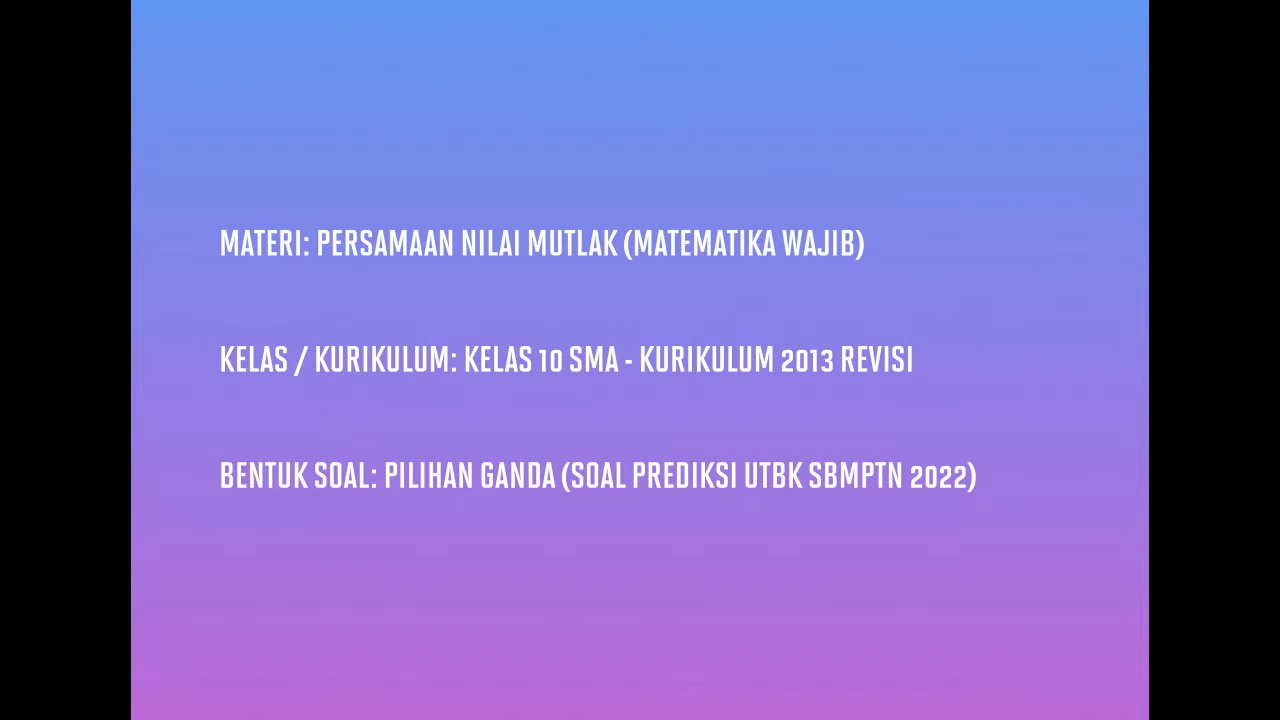 MATERI: PERSAMAAN NILAI MUTLAK (MATEMATIKA WAJIB)
KELAS / KURIKULUM: KELAS 10 SMA - KURIKULUM 2013 REVISI
BENTUK SOAL: PILIHAN GANDA (SOAL PREDIKSI UTBK SBMPTN 2022)